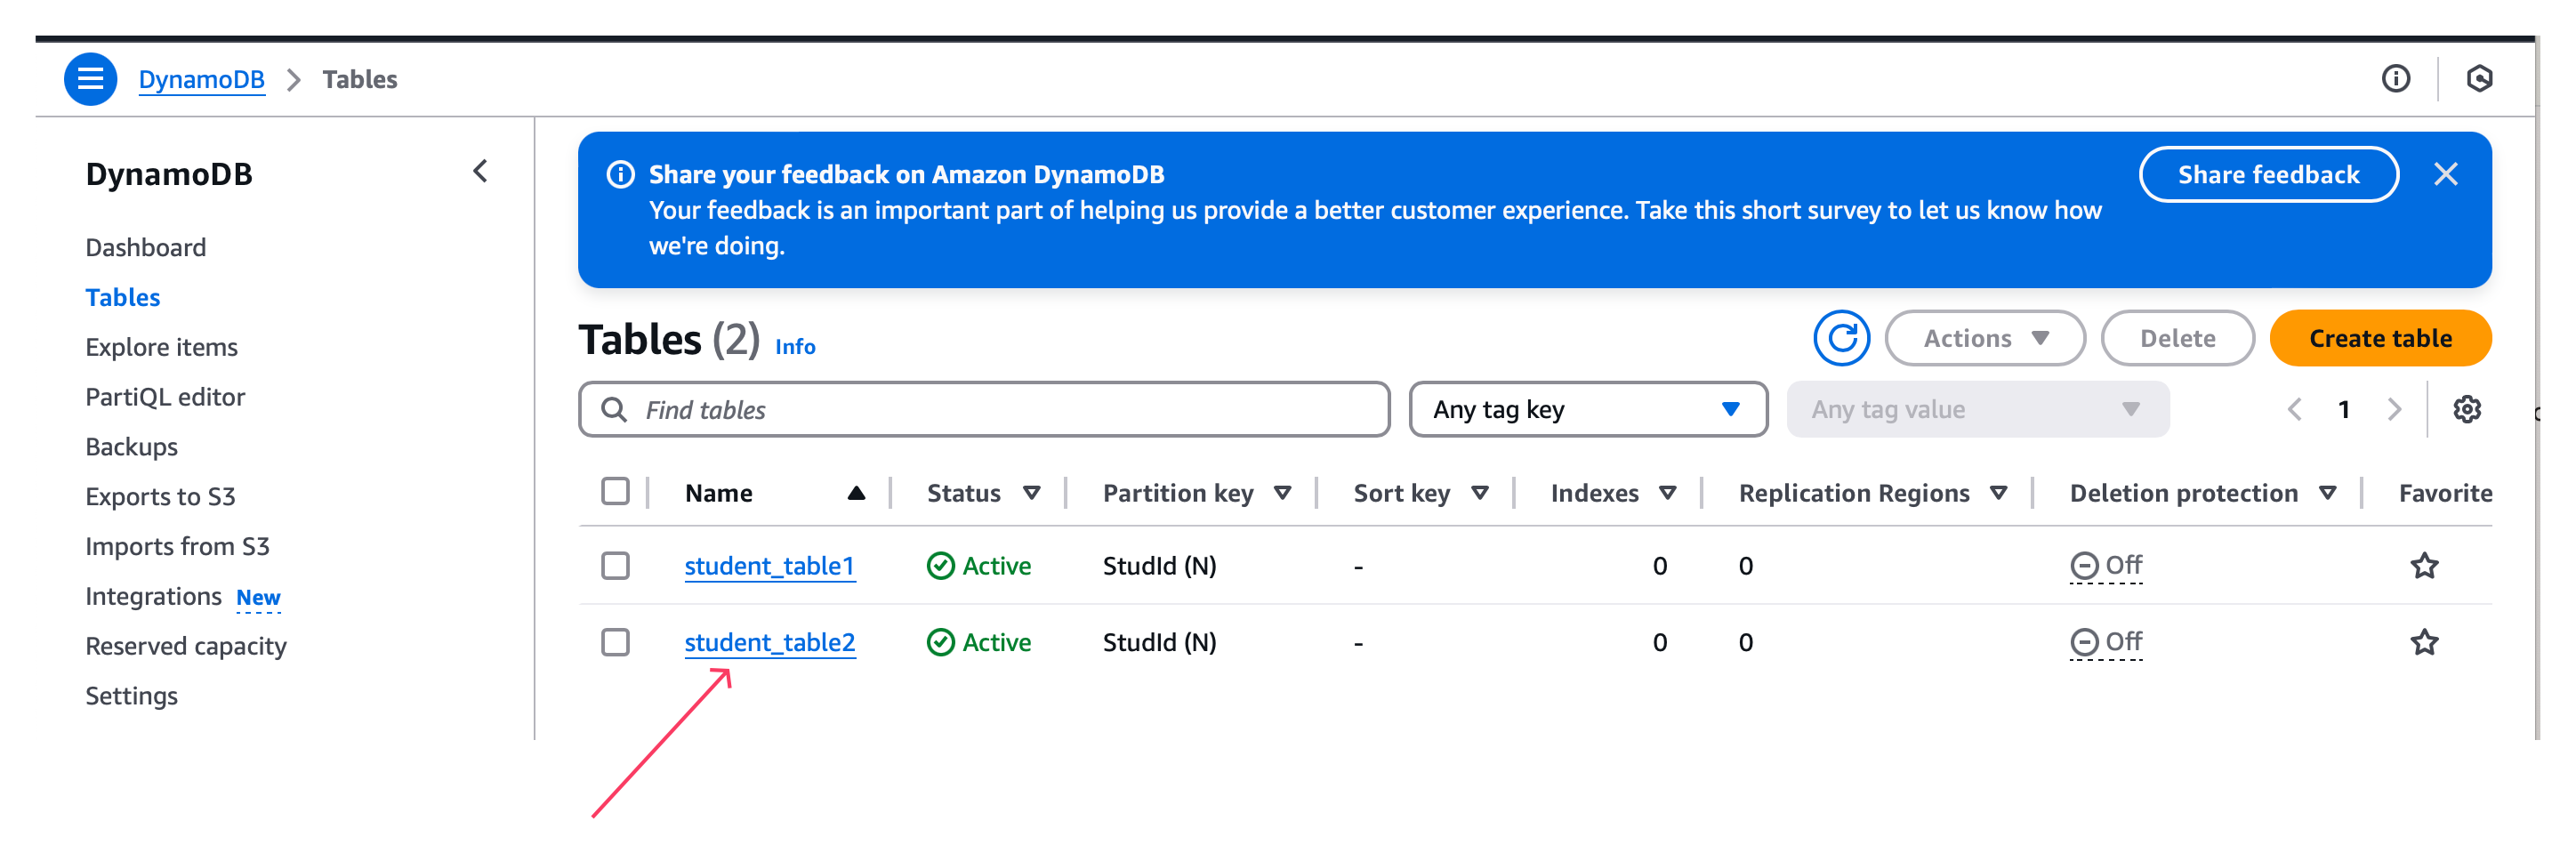 DynamoDB > Tables
DynamoDB
Dashboard
Tables
Explore items
PartiQL editor
Backups
Exports to S3
Imports from S3
Integrations New
Reserved capacity
Settings
Share your feedback on Amazon DynamoDB
Your feedback is an important part of helping us provide a better customer experience. Take this short survey to let us know how
we're doing.
Share feedback
Tables (2) Info
Actions
Delete
Create table
Find tables
Any tag key
Any tag value
1
Name Status Partition key Sort key Indexes Replication Regions Deletion protection Favorite
student_table1 Active StudId (N) - 0 0 Off
student_table2 Active StudId (N) - 0 0 Off